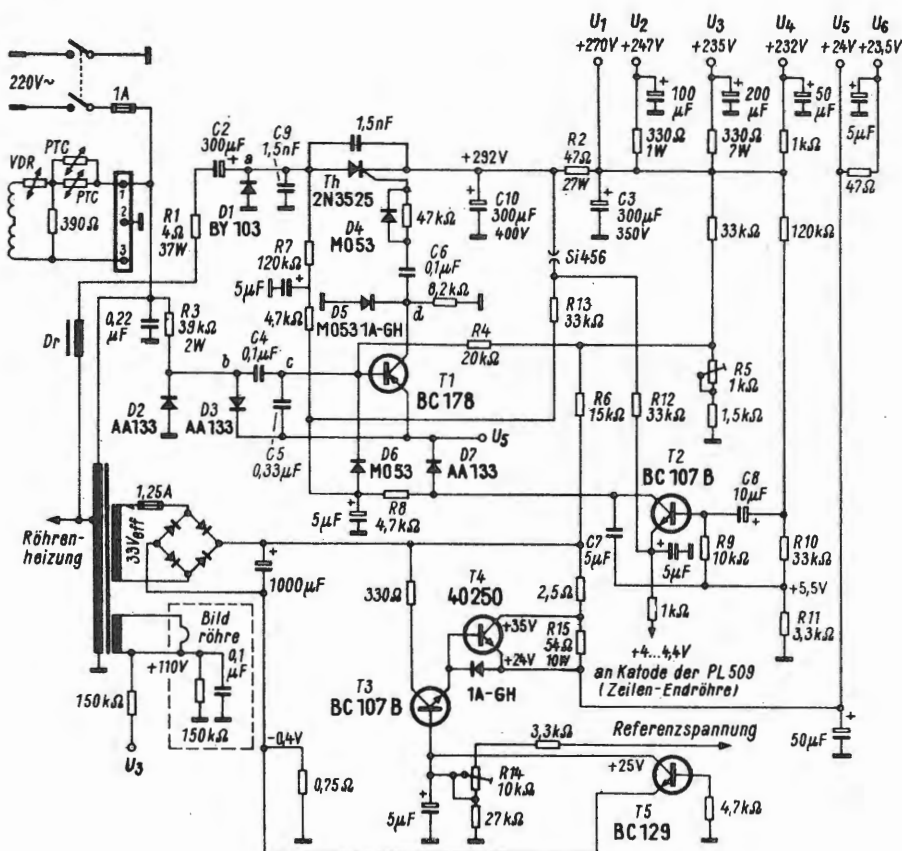 U1 U2 U3 U4 U5 U6
+270V +247V +235V +232V +24V +23,5V
220V~
1A
100 µF
200 µF
50 µF
5µF
330Ω 1W
330Ω 2W
1kΩ
47Ω
VDR
PTC
PTC
390Ω
1
2
3
R1 4Ω 37W
C2 300µF
+ a
C9 1,5nF
D1 BY 103
1,5nF
Th 2N3525
+292V
R2 47Ω 27W
C10 300µF 400V
C3 300µF 350V
D4 M053
47kΩ
C6 0,1µF
R7 120kΩ
5µF
4,7kΩ
D5 M0531A-GH
d
8,2kΩ
Si456
R13 33kΩ
33kΩ
120kΩ
R4 20kΩ
R5 1kΩ
1,5kΩ
R6 15kΩ
R12 33kΩ
Dr
0,22 µF
R3 39kΩ 2W
b
C4 0,1µF
c
T1 BC 178
D2 AA133
D3 AA133
C5 0,33µF
U5
D6 M053
D7 AA133
T2 BC 107 B
C8 10µF
R9 10kΩ
R10 33kΩ
+5,5V
R11 3,3kΩ
C7 5µF
5µF
1kΩ
+4...4,4V
an Katode der PL509
(Zeilen-Endröhre)
5µF
R8 4,7kΩ
1,25A
33Veff
Röhren-
heizung
1000µF
330Ω
T4 40250
+35V
+24V
2,5Ω
R15 54Ω 10W
1A-GH
T3 BC 107 B
Bild
röhre
+110V
0,1 µF
150kΩ
150kΩ
U3
-0,4V
0,75Ω
3,3kΩ
Referenzspannung
R14 10kΩ
27kΩ
5µF
+25V
T5 BC129
4,7kΩ
50µF